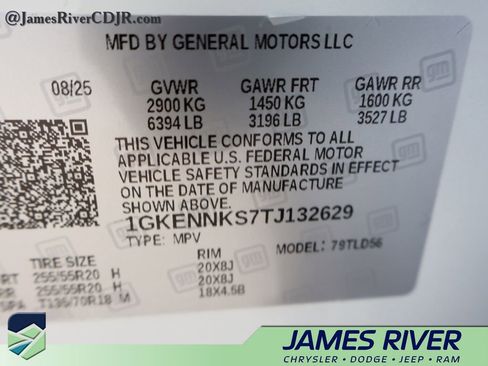 @JamesRiverCDJR.com
MFD BY GENERAL MOTORS LLC
08/25 GVWR GAWR FRT GAWR RR
2900 KG 1450 KG 1600 KG
6394 LB 3196 LB 3527 LB
THIS VEHICLE CONFORMS TO ALL
APPLICABLE U.S. FEDERAL MOTOR
VEHICLE SAFETY STANDARDS IN EFFECT
ON THE DATE OF MANUFACTURE
SHOWN ABOVE.
1GKENNKS7TJ132629
TYPE: MPV MODEL: 79TLD56
TIRE SIZE RIM
RT 255/55R20 H 20X8J
RR 255/55R20 H 20X8J
SPA T135/70R18 M 18X4.5B
JAMES RIVER
CHRYSLER • DODGE • JEEP • RAM